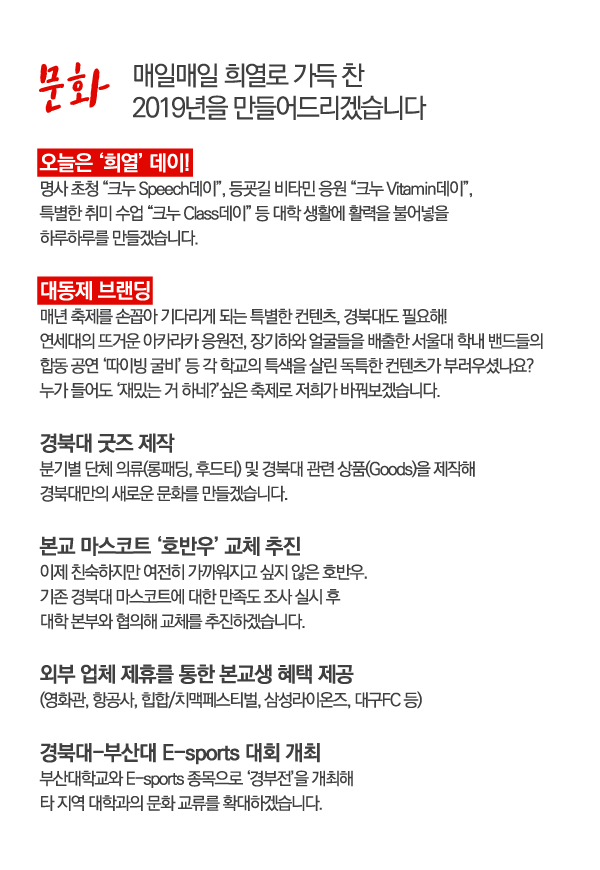 문화
매일매일 희열로 가득 찬
2019년을 만들어드리겠습니다
오늘은 ‘희열’ 데이!
명사 초청 “크누 Speech데이”, 등굣길 비타민 응원 “크누 Vitamin데이”,
특별한 취미 수업 “크누 Class데이” 등 대학 생활에 활력을 불어넣을
하루하루를 만들겠습니다.
대동제 브랜딩
매년 축제를 손꼽아 기다리게 되는 특별한 컨텐츠, 경북대도 필요해!
연세대의 뜨거운 아카라카 응원전, 장기하와 얼굴들을 배출한 서울대 학내 밴드들의
합동 공연 ‘따이빙 굴비’ 등 각 학교의 특색을 살린 독특한 컨텐츠가 부러우셨나요?
누가 들어도 ‘재밌는 거 하네?’싶은 축제로 저희가 바꿔보겠습니다.
경북대 굿즈 제작
분기별 단체 의류(롱패딩, 후드티) 및 경북대 관련 상품(Goods)을 제작해
경북대만의 새로운 문화를 만들겠습니다.
본교 마스코트 ‘호반우’ 교체 추진
이제 친숙하지만 여전히 가까워지고 싶지 않은 호반우.
기존 경북대 마스코트에 대한 만족도 조사 실시 후
대학 본부와 협의해 교체를 추진하겠습니다.
외부 업체 제휴를 통한 본교생 혜택 제공
(영화관, 항공사, 힙합/치맥페스티벌, 삼성라이온즈, 대구FC 등)
경북대-부산대 E-sports 대회 개최
부산대학교와 E-sports 종목으로 ‘경부전’을 개최해
타 지역 대학과의 문화 교류를 확대하겠습니다.